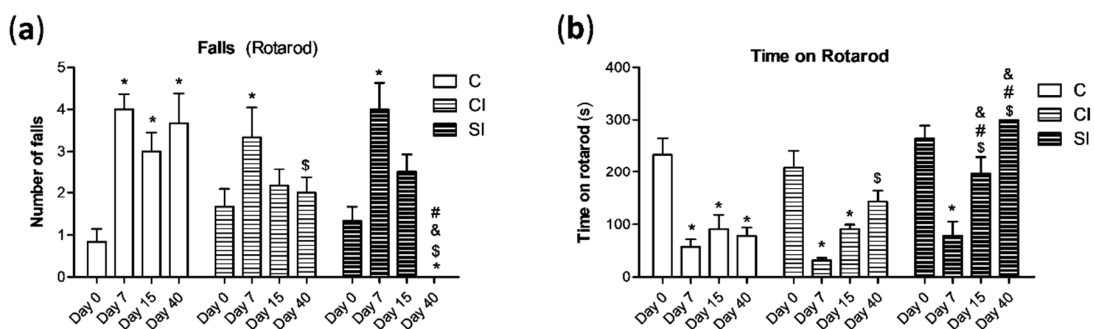 (a)
Falls (Rotarod)
Number of falls
5
4
3
2
1
0
*
*
*
*
$
*
#
&
$
*
C
CI
SI
Day 0
Day 7
Day 15
Day 40
Day 0
Day 7
Day 15
Day 40
Day 0
Day 7
Day 15
Day 40
(b)
Time on Rotarod
Time on rotarod (s)
400
300
200
100
0
*
*
*
*
*
$
*
&
#
$
&
#
$
C
CI
SI
Day 0
Day 7
Day 15
Day 40
Day 0
Day 7
Day 15
Day 40
Day 0
Day 7
Day 15
Day 40